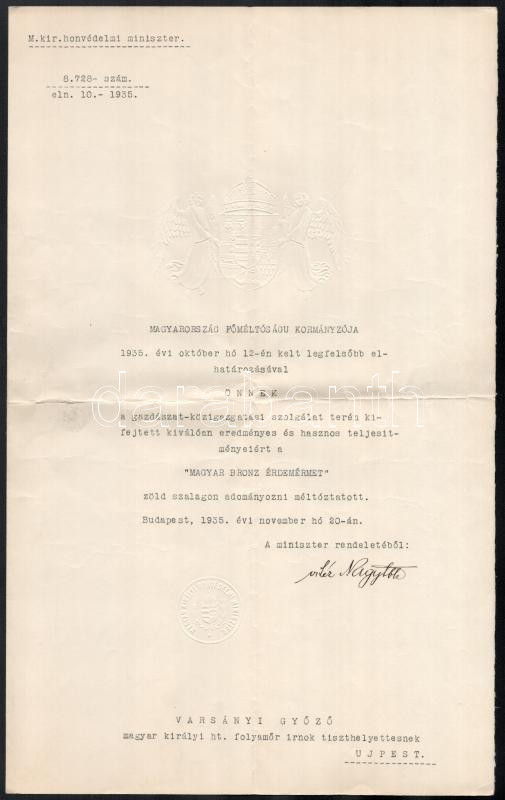 M.kir.honvédelmi miniszter.
8.728- szám.
eln. 10.- 1935.
MAGYARORSZÁG FŐMÉLTÓSÁGU KORMÁNYZÓJA
1935. évi október hó 12-én kelt legfelsőbb el-
határozásával
ÖNNEK
a gazdászat-közigazgatási szolgálat terén ki-
fejtett kiválóan eredményes és hasznos teljesit-
ményeiért a
"MAGYAR BRONZ ÉRDEMÉRMET"
zöld szalagon adományozni méltóztatott.
Budapest, 1935. évi november hó 20-án.
A miniszter rendeletéből:
vitéz Nagytóth
VARSÁNYI GYŐZŐ
magyar királyi ht. folyamőr irnok tiszthelyettesnek
UJPEST.
darabanth